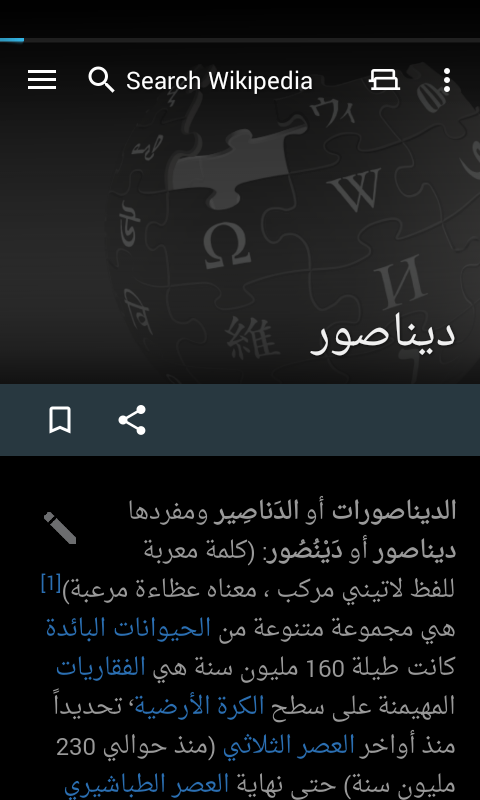 Search Wikipedia
ديناصور
الديناصورات أو الدَناصِير ومفردها
ديناصور أو دَيْنُصُور: (كلمة معربة
للفظ لاتيني مركب ، معناه عظاءة مرعبة)[1]
هي مجموعة متنوعة من الحيوانات البائدة
كانت طيلة 160 مليون سنة هي الفقاريات
المهيمنة على سطح الكرة الأرضية، تحديداً
منذ أواخر العصر الثلاثي (منذ حوالي 230
مليون سنة) حتى نهاية العصر الطباشيري